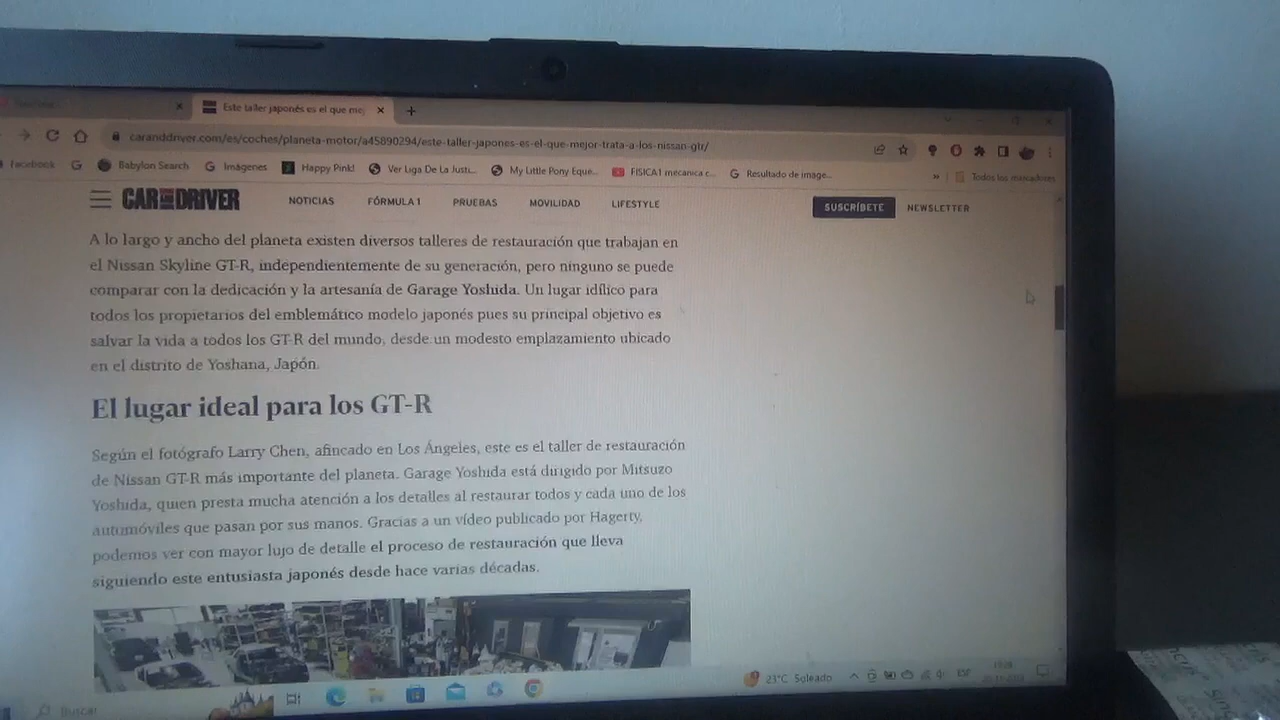 Este taller japonés es el que me
caranddriver.com/es/coches/planeta-motor/a45890294/este-taller-japones-es-el-que-mejor-trata-a-los-nissan-gtr/
Facebook G Babylon Search G Imágenes Happy Pink! Ver Liga De La Justi... My Little Pony Eque... FISICA1 mecanica c... G Resultado de image... » Todos los marcadores
CAR AND DRIVER NOTICIAS FÓRMULA 1 PRUEBAS MOVILIDAD LIFESTYLE SUSCRÍBETE NEWSLETTER
A lo largo y ancho del planeta existen diversos talleres de restauración que trabajan en
el Nissan Skyline GT-R, independientemente de su generación, pero ninguno se puede
comparar con la dedicación y la artesanía de Garage Yoshida. Un lugar idílico para
todos los propietarios del emblemático modelo japonés pues su principal objetivo es
salvar la vida a todos los GT-R del mundo, desde un modesto emplazamiento ubicado
en el distrito de Yoshana, Japón.
El lugar ideal para los GT-R
Según el fotógrafo Larry Chen, afincado en Los Ángeles, este es el taller de restauración
de Nissan GT-R más importante del planeta. Garage Yoshida está dirigido por Mitsuzo
Yoshida, quien presta mucha atención a los detalles al restaurar todos y cada uno de los
automóviles que pasan por sus manos. Gracias a un vídeo publicado por Hagerty,
podemos ver con mayor lujo de detalle el proceso de restauración que lleva
siguiendo este entusiasta japonés desde hace varias décadas.
Buscar 23°C Soleado ESP